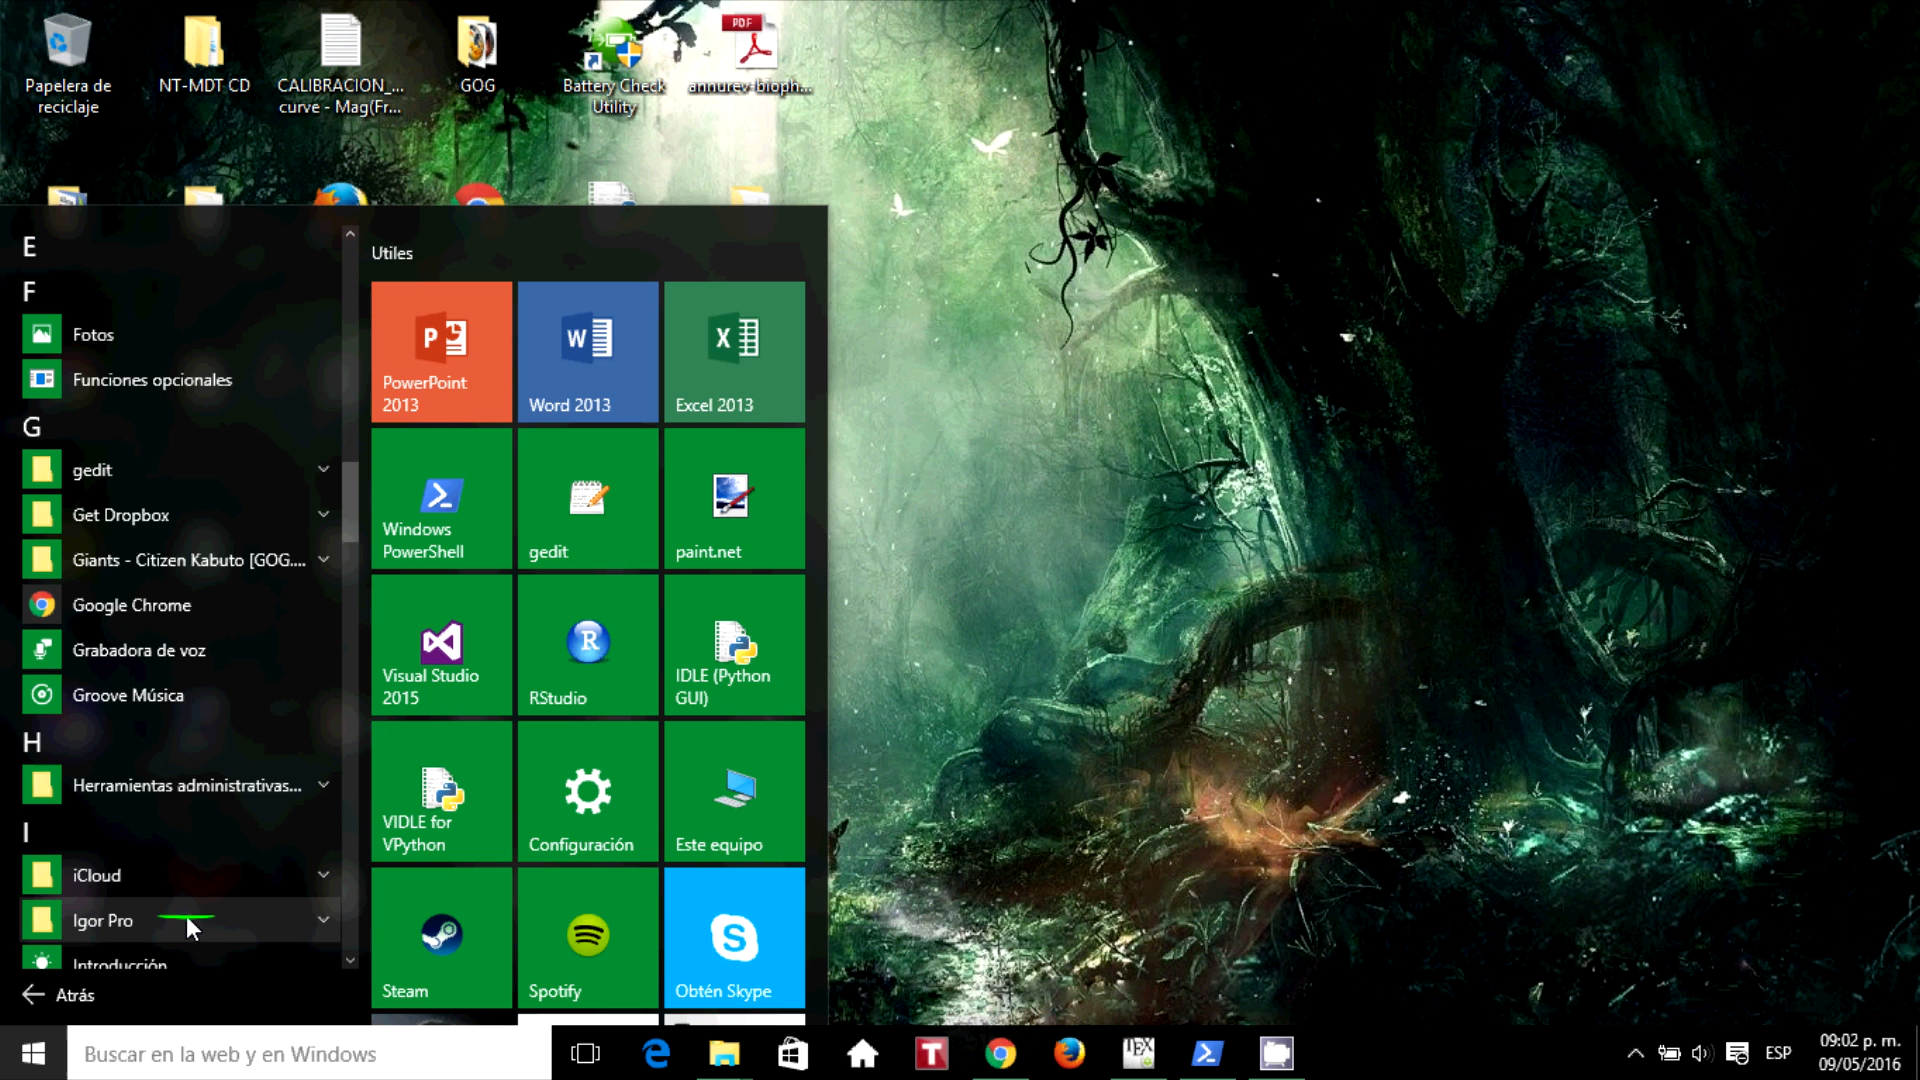 PDF
Papelera de
reciclaje
NT-MDT CD
CALIBRACION_...
curve - Mag(Fr...
GOG
Battery Check
Utility
annurev-bioph...
E
F
Fotos
Funciones opcionales
G
gedit
Get Dropbox
Giants - Citizen Kabuto [GOG....
Google Chrome
Grabadora de voz
Groove Música
H
Herramientas administrativas...
I
iCloud
Igor Pro
Introducción
Atrás
Utiles
PowerPoint
2013
Word 2013
Excel 2013
Windows
PowerShell
gedit
paint.net
Visual Studio
2015
RStudio
IDLE (Python
GUI)
VIDLE for
VPython
Configuración
Este equipo
Steam
Spotify
Obtén Skype
Buscar en la web y en Windows
TEX
ESP
09:02 p. m.
09/05/2016